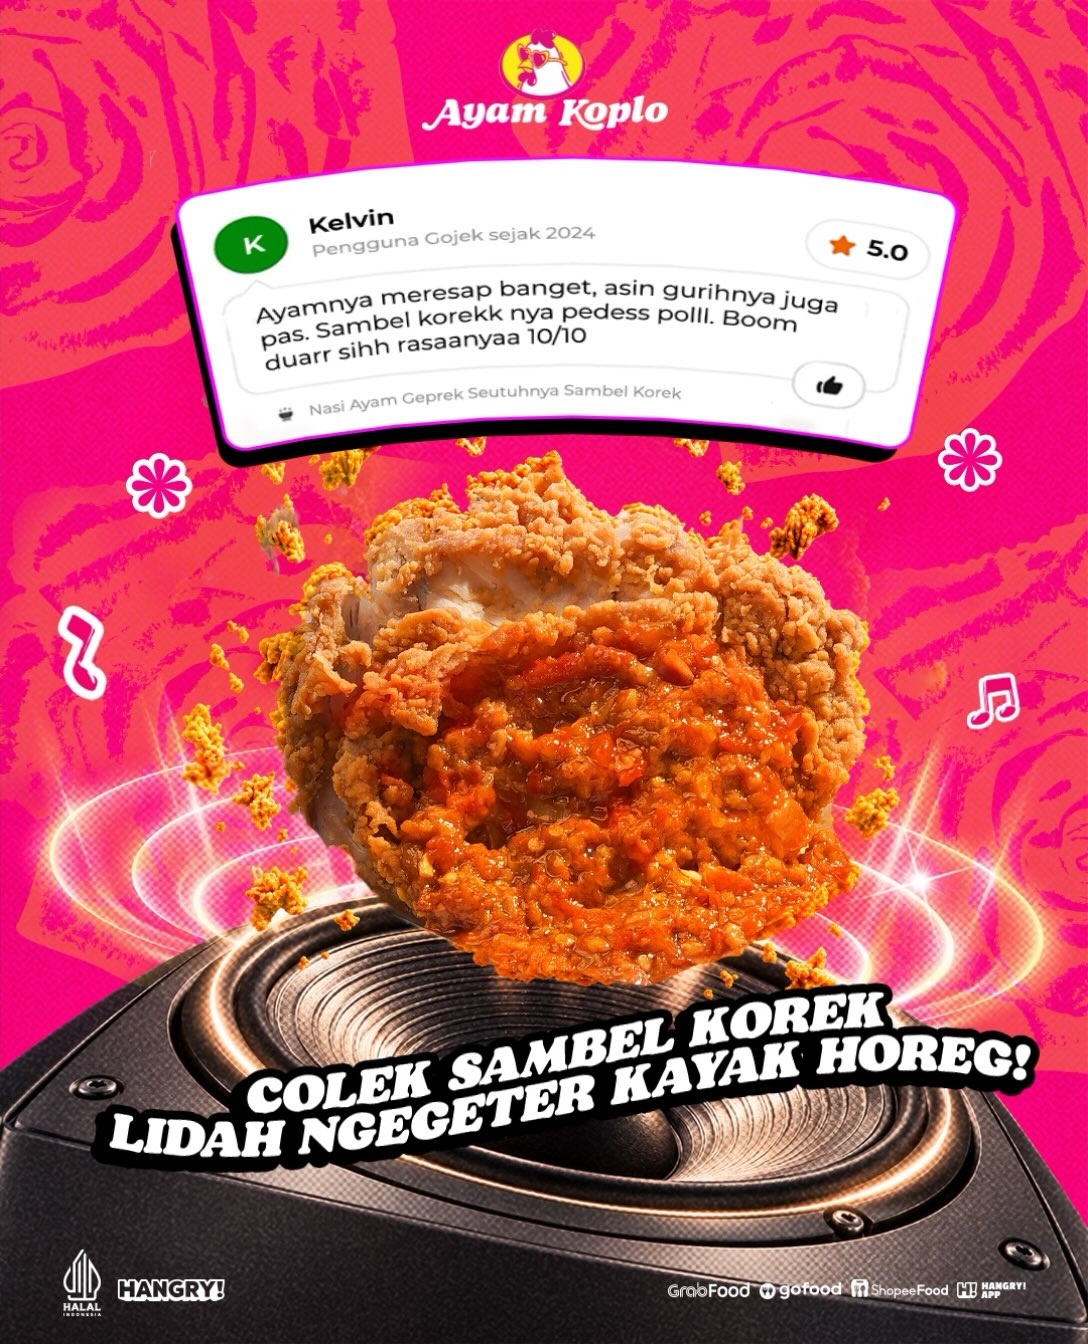 Ayam Koplo
K
Kelvin
Pengguna Gojek sejak 2024
5.0
Ayamnya meresap banget, asin gurihnya juga
pas. Sambel korekk nya pedess polll. Boom
duarr sihh rasaanyaa 10/10
Nasi Ayam Geprek Seutuhnya Sambel Korek
COLEK SAMBEL KOREK
LIDAH NGEGETER KAYAK HOREG!
HALAL
INDONESIA
HANGRY!
GrabFood
gofood
ShopeeFood
H!
HANGRY!
APP